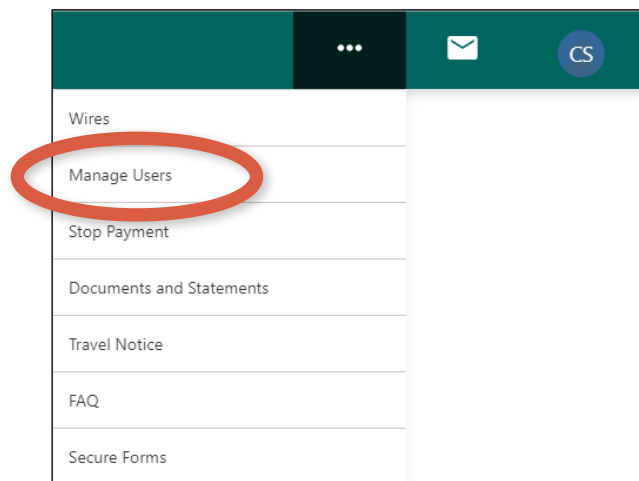 •••
CS
Wires
Manage Users
Stop Payment
Documents and Statements
Travel Notice
FAQ
Secure Forms